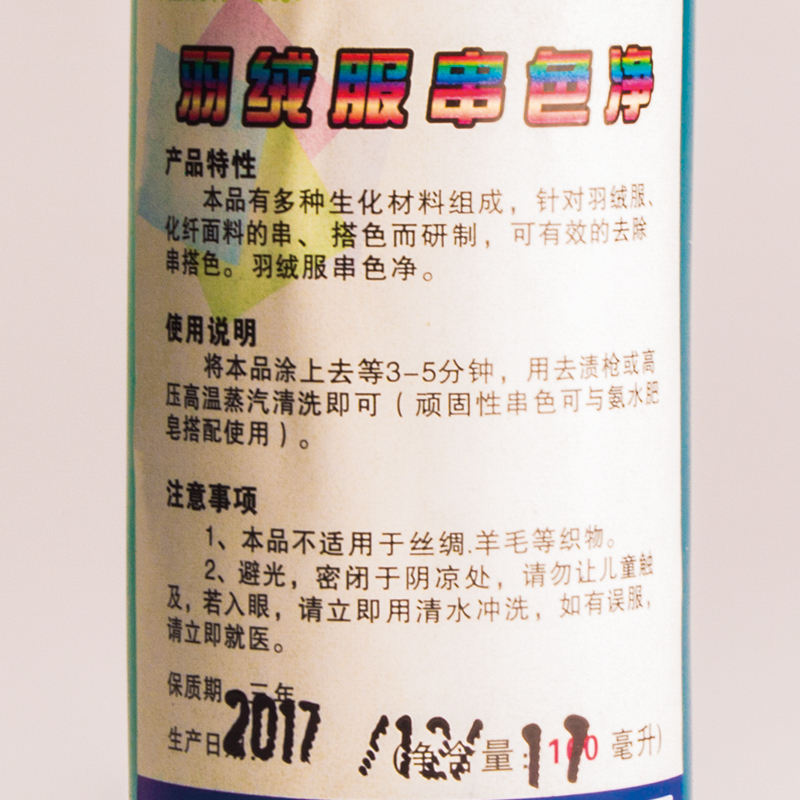 羽绒服串色净
产品特性
本品有多种生化材料组成，针对羽绒服、
化纤面料的串、搭色而研制，可有效的去除
串搭色。羽绒服串色净。
使用说明
将本品涂上去等3-5分钟，用去渍枪或高
压高温蒸汽清洗即可（顽固性串色可与氨水肥
皂搭配使用）。
注意事项
1、本品不适用于丝绸.羊毛等织物。
2、避光，密闭于阴凉处，请勿让儿童触
及，若入眼，请立即用清水冲洗，如有误服，
请立即就医。
保质期 三年
生产日 2017/12/17
(净含量: 毫升)